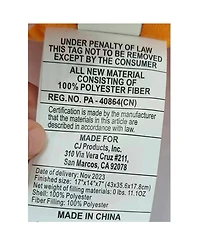 UNDER PENALTY OF LAW
THIS TAG NOT TO BE REMOVED
EXCEPT BY THE CONSUMER
ALL NEW MATERIAL
CONSISTING OF
100% POLYESTER FIBER
REG.NO. PA - 40864(CN)
Certification is made by the manufacturer
that the materials in this article are
described in accordance with law.
MADE FOR
CJ Products, Inc.
310 Via Vera Cruz #211,
San Marcos, CA 92078
Date of delivery: Nov 2023
Finished size: 17"x14"x7" (43x35.6x17.8cm)
Net weight of filling materials: 0 lbs. 11.1OZ
Shell: 100% Polyester
Fiber Filling: 100% Polyester
MADE IN CHINA